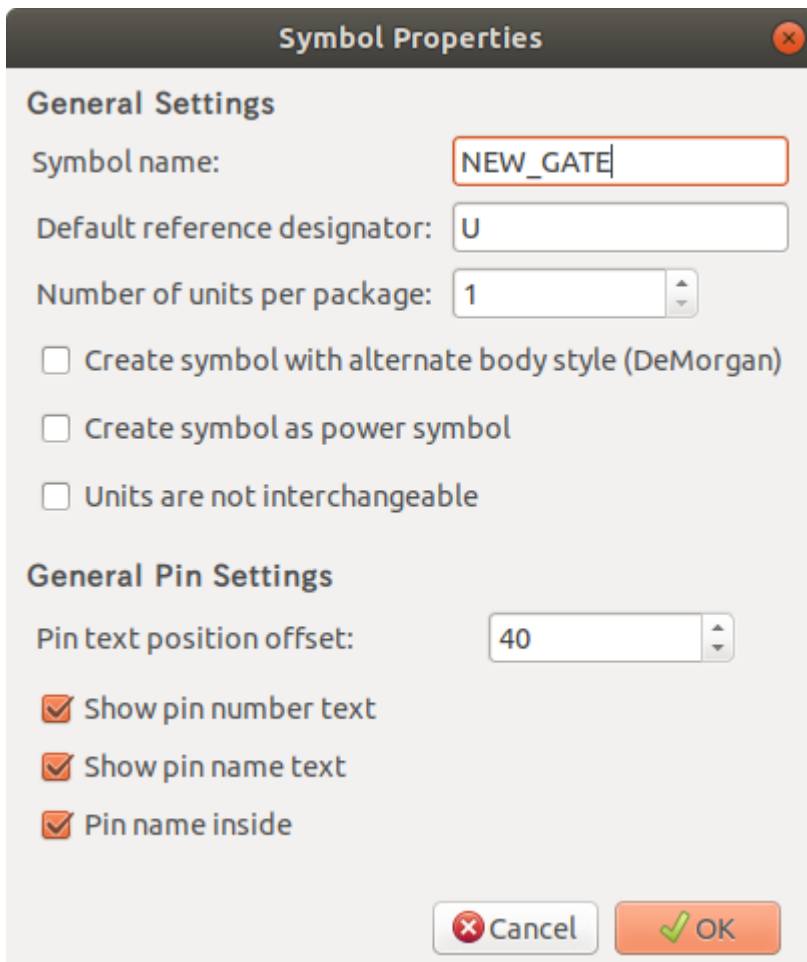 Symbol Properties
General Settings
Symbol name: NEW_GATE
Default reference designator: U
Number of units per package: 1
Create symbol with alternate body style (DeMorgan)
Create symbol as power symbol
Units are not interchangeable
General Pin Settings
Pin text position offset: 40
Show pin number text
Show pin name text
Pin name inside
Cancel OK